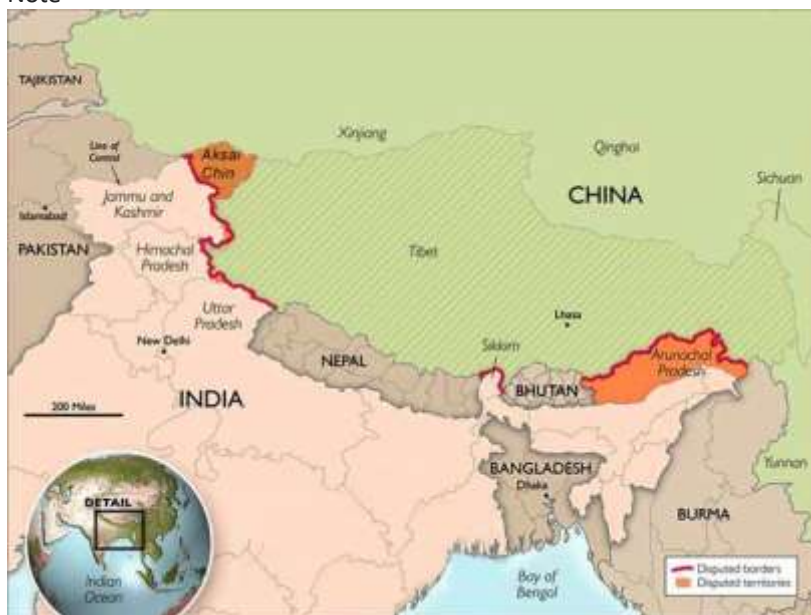 Note
TAJIKISTAN
Xinjiang
Line of
Control
Aksai
Chin
Qinghai
Sichuan
CHINA
Jammu and
Kashmir
Islamabad
PAKISTAN
Himachal
Pradesh
Tibet
Uttar
Pradesh
Lhasa
New Delhi
NEPAL
Sikkim
Arunachal
Pradesh
BHUTAN
INDIA
200 Miles
Yunnan
BANGLADESH
Dhaka
BURMA
DETAIL
Indian
Ocean
Bay of
Bengal
Disputed borders
Disputed territories